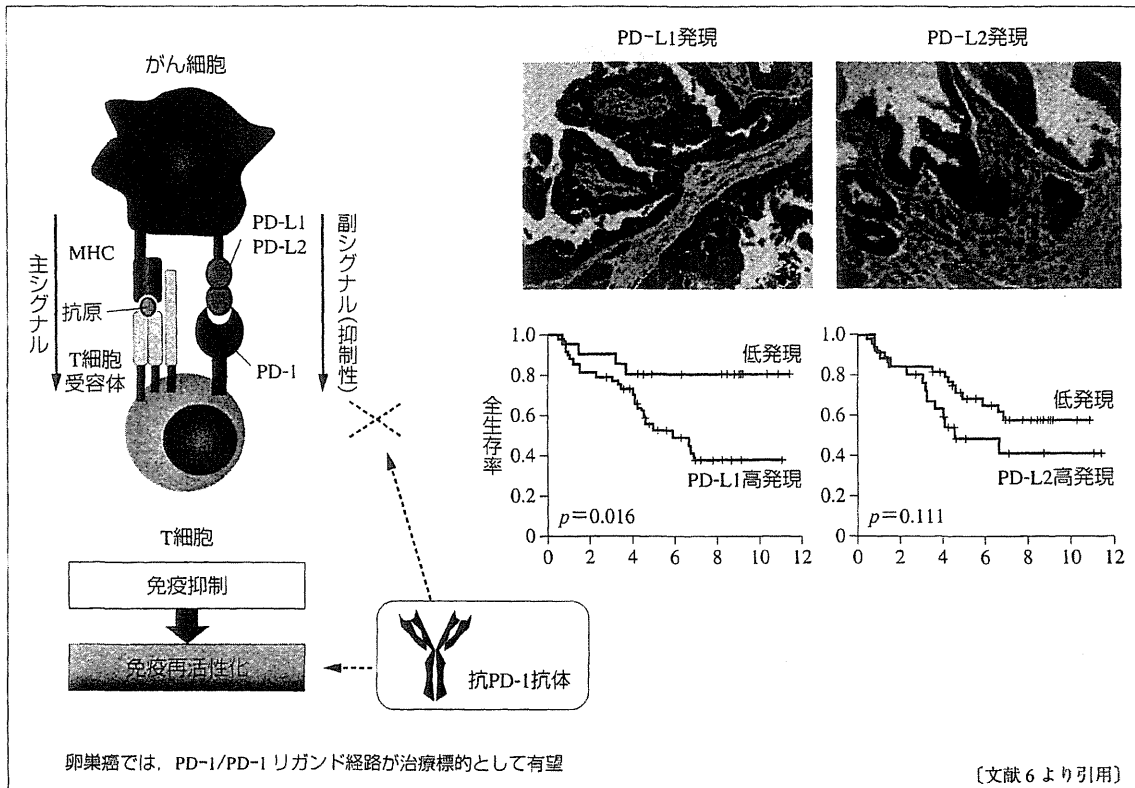 がん細胞
主シグナル
MHC
抗原
T細胞
受容体
PD-L1
PD-L2
PD-1
副シグナル(抑制性)
T細胞
免疫抑制
免疫再活性化
抗PD-1抗体
PD-L1発現
PD-L2発現
全生存率
1.0
0.8
0.6
0.4
0.2
0
低発現
PD-L1高発現
p=0.016
0 2 4 6 8 10 12
1.0
0.8
0.6
0.4
0.2
0
低発現
PD-L2高発現
p=0.111
0 2 4 6 8 10 12
卵巣癌では,PD-1/PD-1リガンド経路が治療標的として有望
〔文献6より引用〕